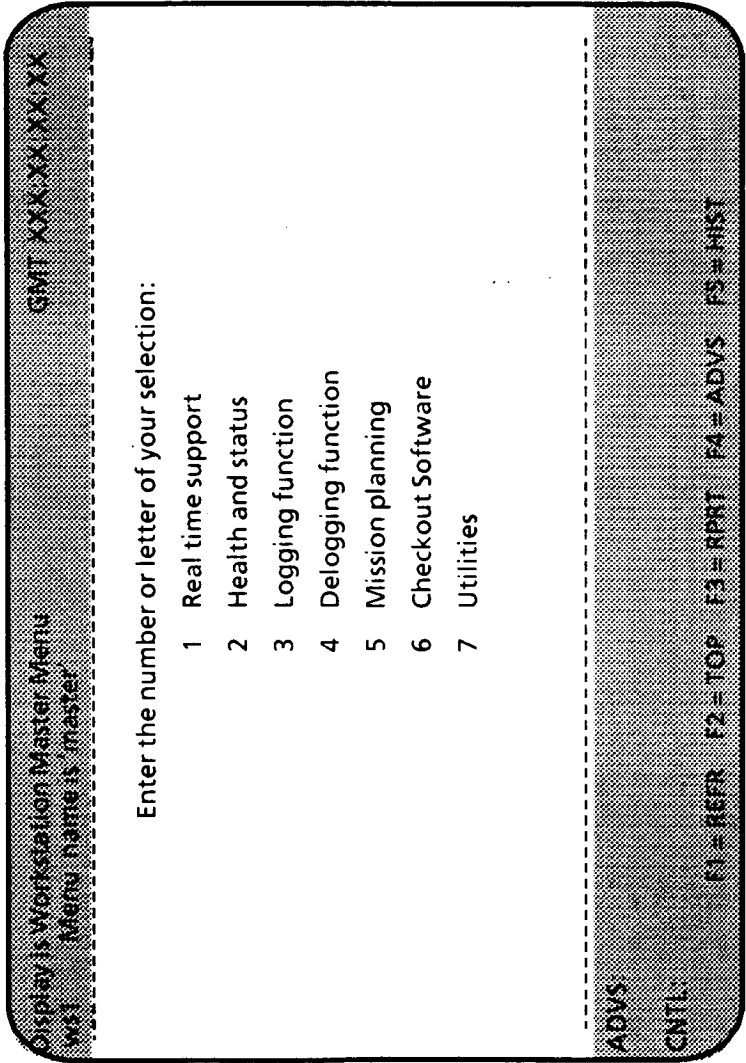 Display is Workstation Master Menu GMT XXX:XX:XX:XX
ws1 Menu name is 'master'
Enter the number or letter of your selection:
1 Real time support
2 Health and status
3 Logging function
4 Delogging function
5 Mission planning
6 Checkout Software
7 Utilities
ADVS:
CNTL:
F1 = REFR F2 = TOP F3 = RPRT F4 = ADVS F5 = HIST